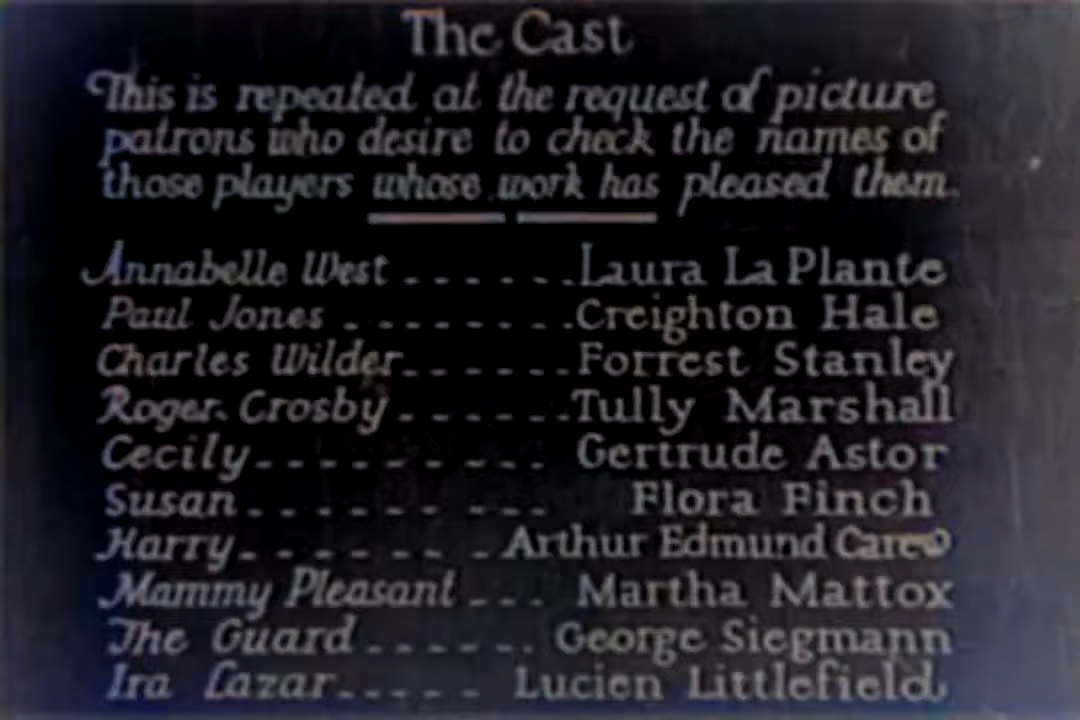 The Cast
This is repeated at the request of picture
patrons who desire to check the names of
those players whose work has pleased them.
Annabelle West - - - - - - Laura La Plante
Paul Jones - - - - - - - - Creighton Hale
Charles Wilder - - - - - - Forrest Stanley
Roger Crosby - - - - - - Tully Marshall
Cecily - - - - - - - - - Gertrude Astor
Susan - - - - - - - - - Flora Finch
Harry - - - - - - - Arthur Edmund Carew
Mammy Pleasant - - - Martha Mattox
The Guard - - - - - - George Siegmann
Ira Lazar - - - - - Lucien Littlefield